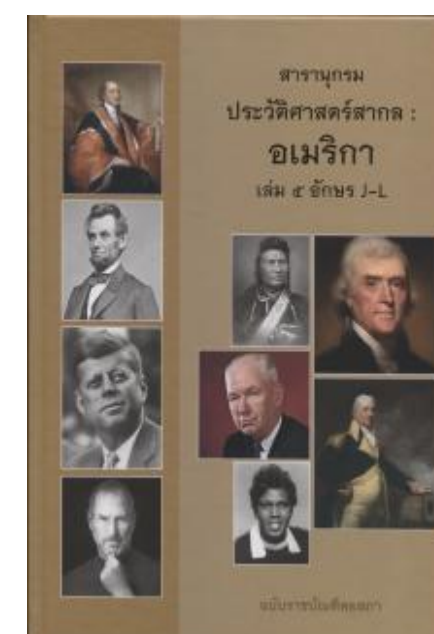 สารานุกรม
ประวัติศาสตร์สากล :
อเมริกา
เล่ม ๕ อักษร J-L
ฉบับราชบัณฑิตยสภา